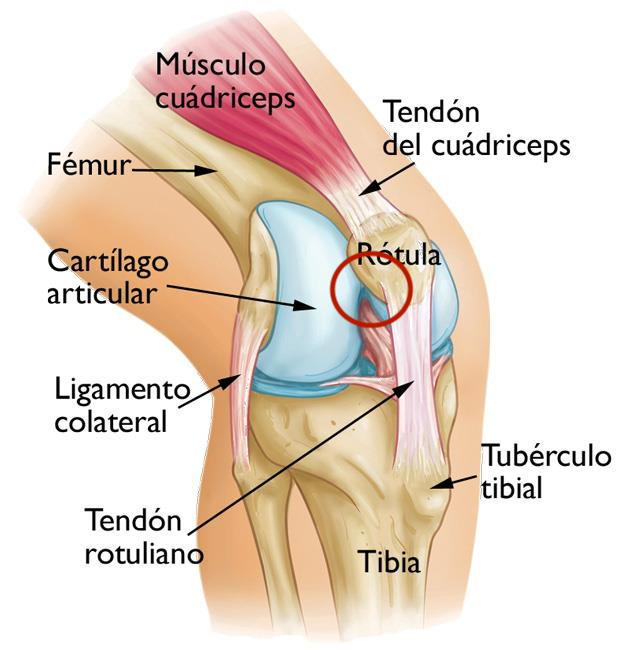 Músculo
cuádriceps
Tendón
del cuádriceps
Fémur
Rótula
Cartílago
articular
Ligamento
colateral
Tubérculo
tibial
Tendón
rotuliano
Tibia